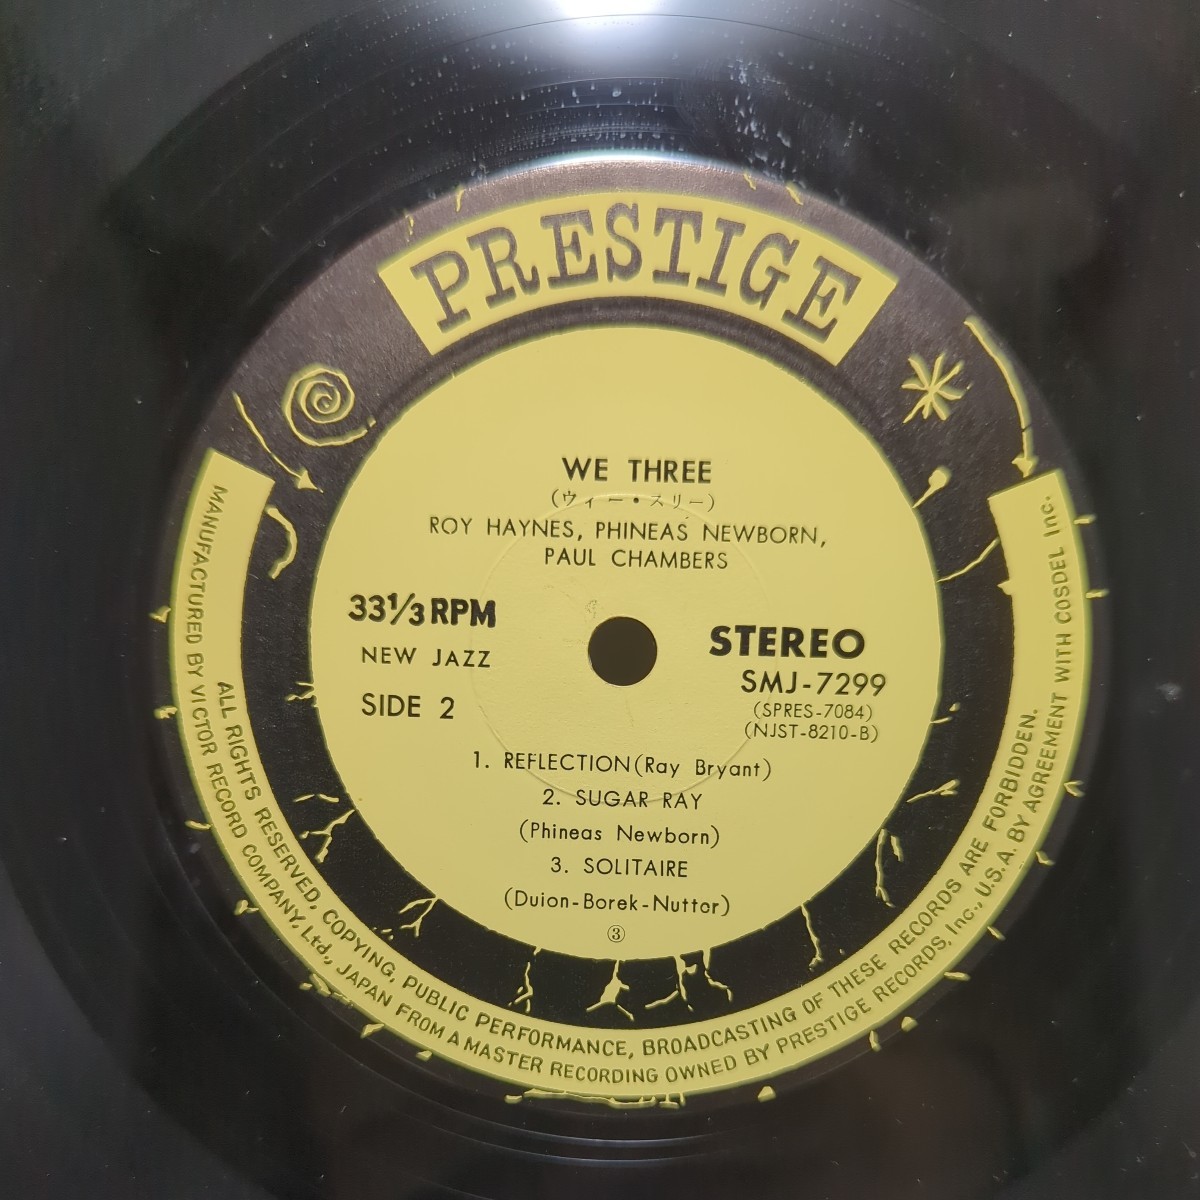 PRESTIGE
WE THREE
(ウィー・スリー)
ROY HAYNES, PHINEAS NEWBORN,
PAUL CHAMBERS
33 1/3 RPM
NEW JAZZ
SIDE 2
STEREO
SMJ-7299
(SPRES-7084)
(NJST-8210-B)
1. REFLECTION(Ray Bryant)
2. SUGAR RAY
(Phineas Newborn)
3. SOLITAIRE
(Duion-Borek-Nutter)
③
ALL RIGHTS RESERVED, COPYING, PUBLIC PERFORMANCE, BROADCASTING OF THESE RECORDS ARE FORBIDDEN.
MANUFACTURED BY VICTOR RECORD COMPANY, Ltd., JAPAN FROM A MASTER RECORDING OWNED BY PRESTIGE RECORDS, Inc., U.S.A. BY AGREEMENT WITH COSDEL Inc.